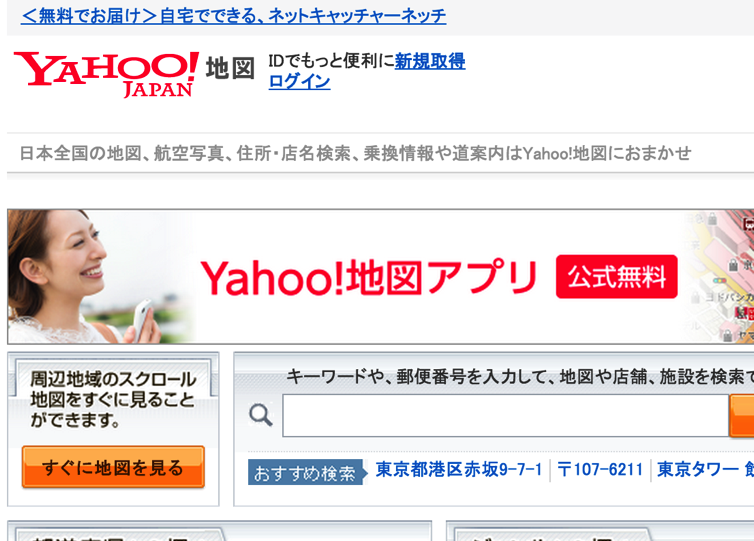 ＜無料でお届け＞自宅でできる、ネットキャッチャーネッチ
YAHOO! JAPAN 地図
IDでもっと便利に新規取得
ログイン
日本全国の地図、航空写真、住所・店名検索、乗換情報や道案内はYahoo!地図におまかせ
Yahoo!地図アプリ 公式無料
周辺地域のスクロール
地図をすぐに見ること
ができます。
すぐに地図を見る
キーワードや、郵便番号を入力して、地図や店舗、施設を検索で
おすすめ検索 東京都港区赤坂9-7-1 〒107-6211 東京タワー